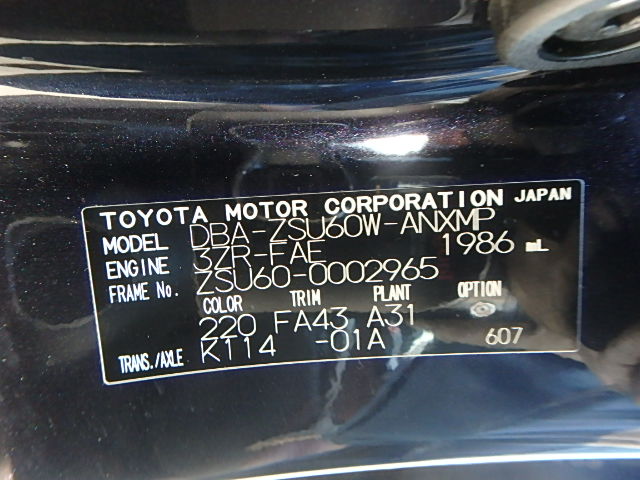 TOYOTA MOTOR CORPORATION JAPAN
MODEL DBA-ZSU60W-ANXMP
ENGINE 3ZR-FAE 1986 mL
FRAME No. ZSU60-0002965
COLOR TRIM PLANT OPTION
220 FA43 A31
TRANS./AXLE K114 -01A 607